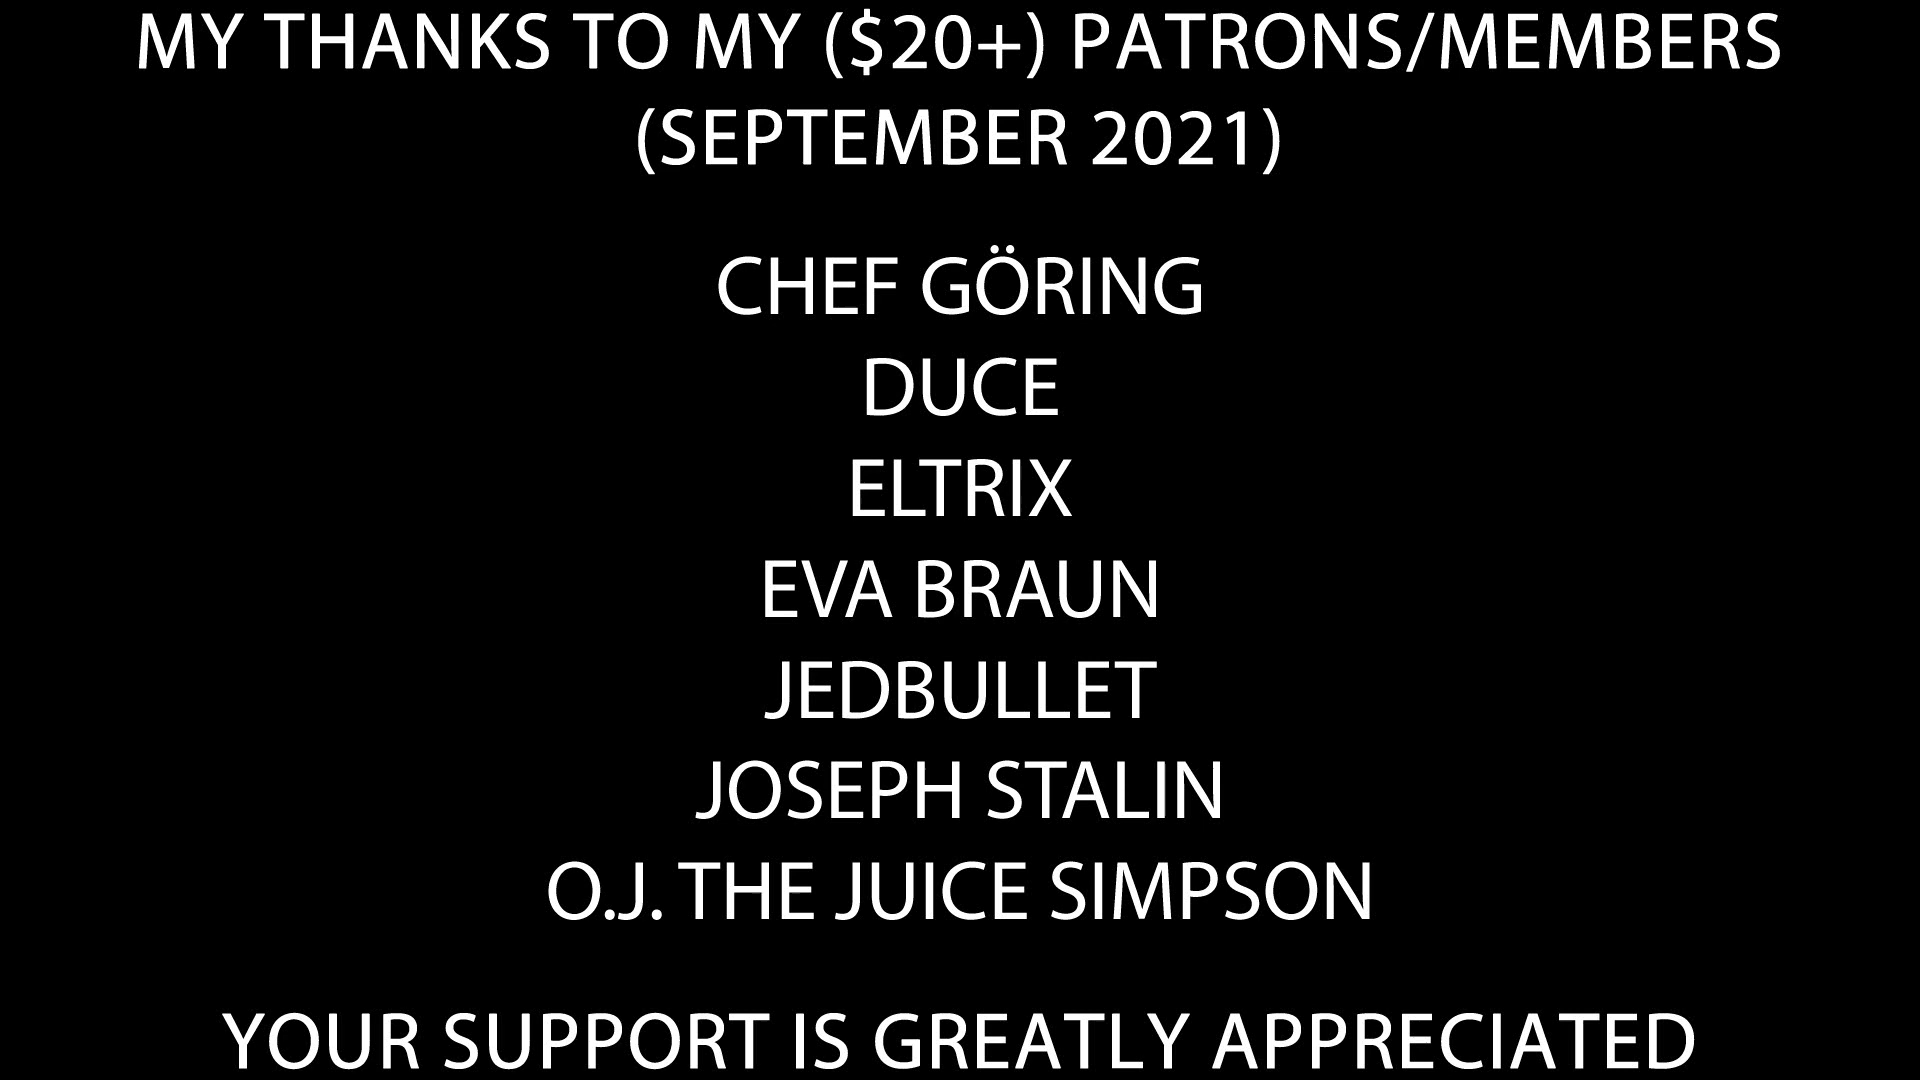 MY THANKS TO MY ($20+) PATRONS/MEMBERS
(SEPTEMBER 2021)
CHEF GÖRING
DUCE
ELTRIX
EVA BRAUN
JEDBULLET
JOSEPH STALIN
O.J. THE JUICE SIMPSON
YOUR SUPPORT IS GREATLY APPRECIATED